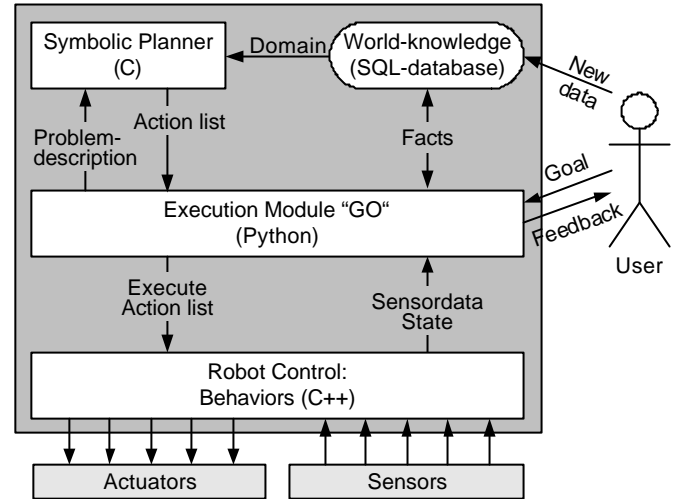 Symbolic Planner
(C)
Domain
World-knowledge
(SQL-database)
New
data
Problem-
description
Action list
Facts
Goal
Feedback
Execution Module “GO“
(Python)
User
Execute
Action list
Sensordata
State
Robot Control:
Behaviors (C++)
Actuators
Sensors